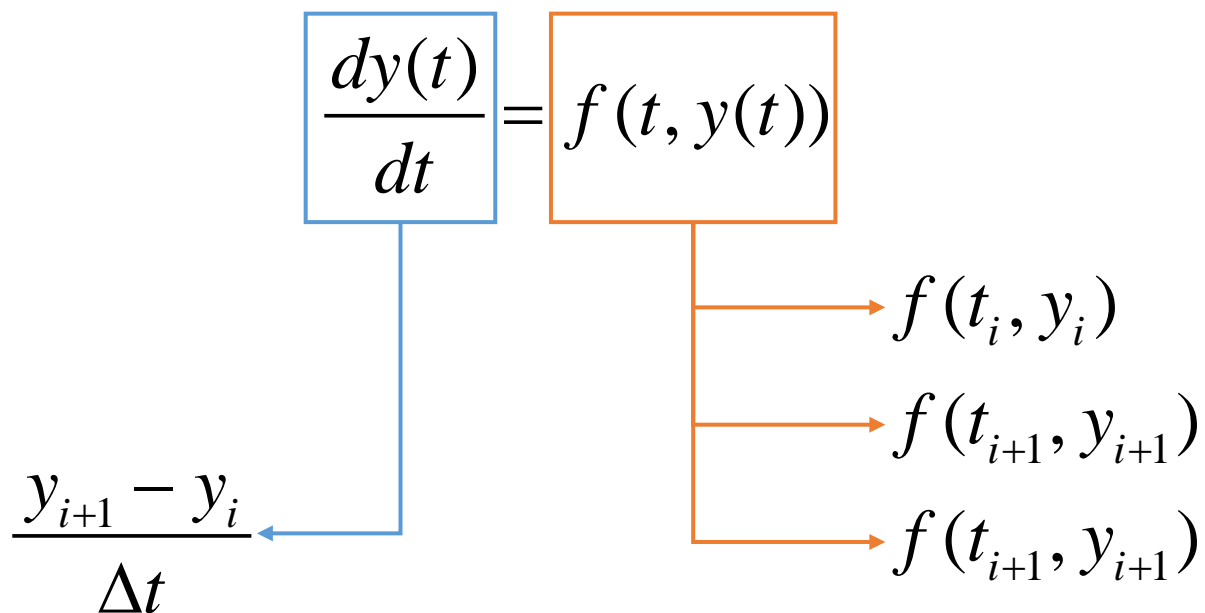 dy(t)/dt = f(t, y(t))
f(t_i, y_i)
f(t_{i+1}, y_{i+1})
(y_{i+1} − y_i)/Δt
f(t_{i+1}, y_{i+1})